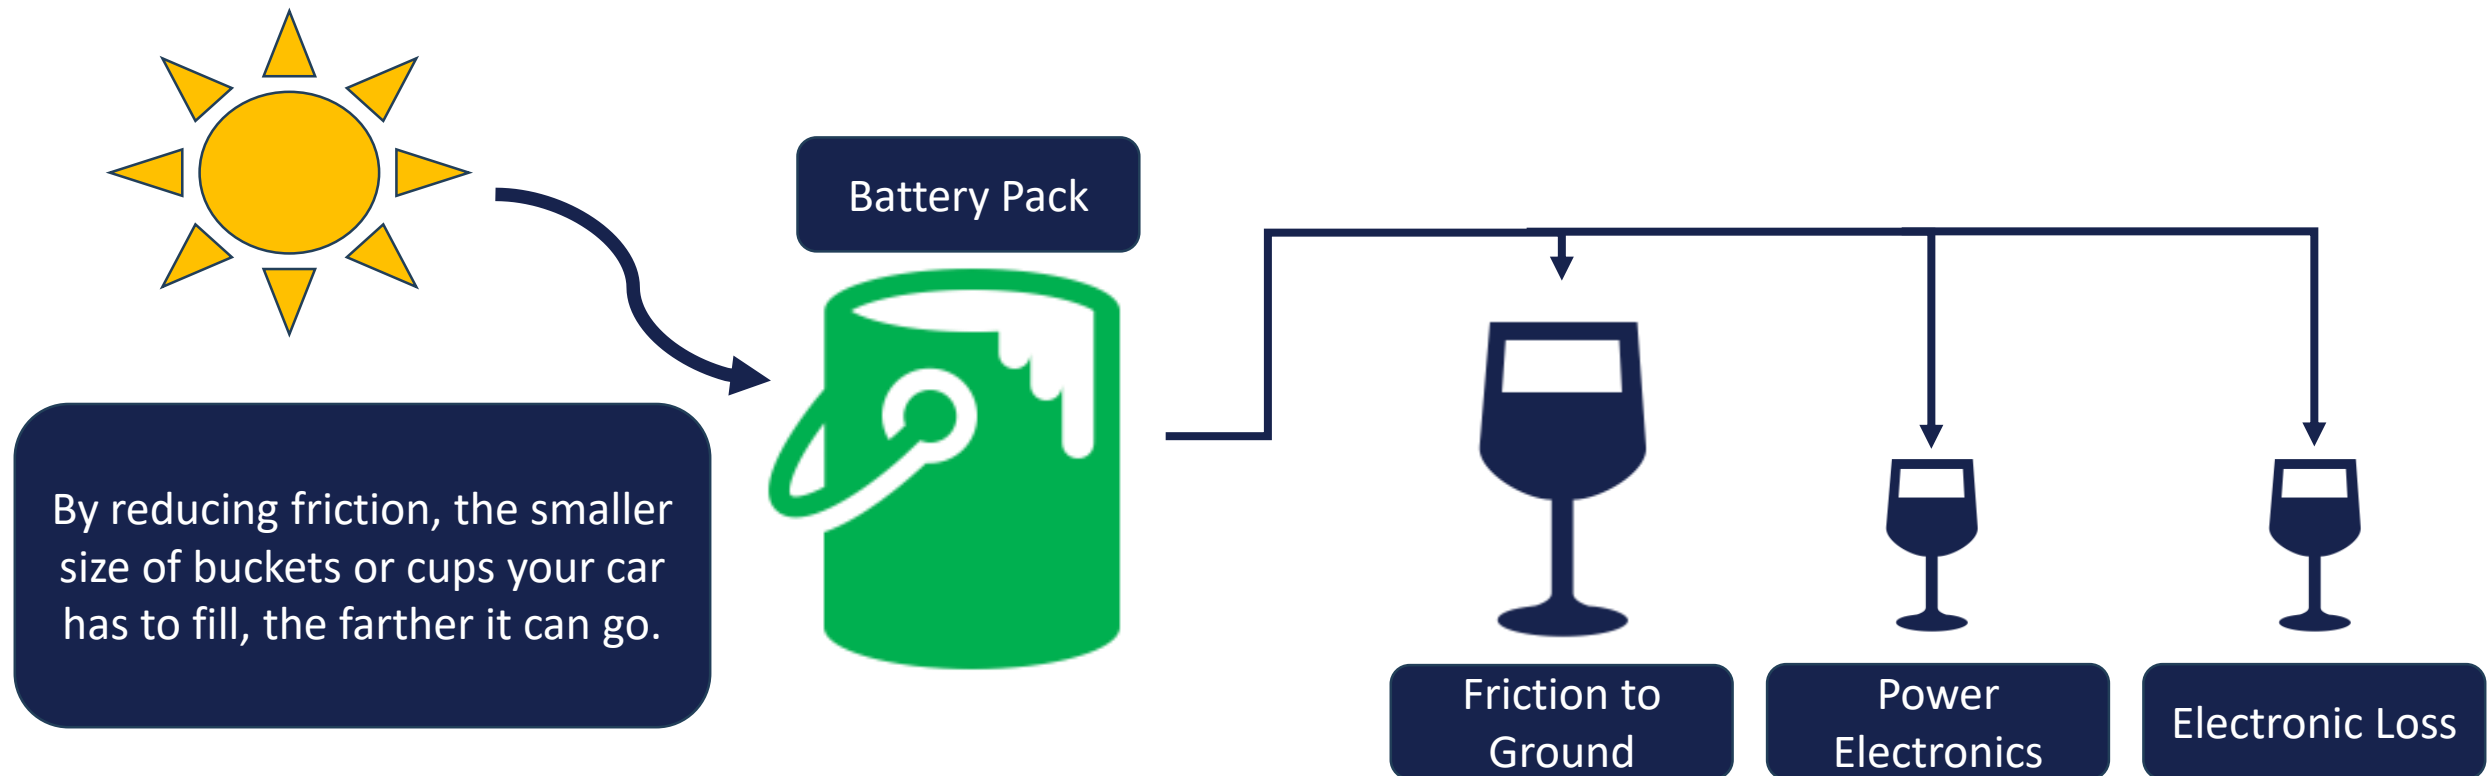 Battery Pack
By reducing friction, the smaller
size of buckets or cups your car
has to fill, the farther it can go.
Friction to
Ground
Power
Electronics
Electronic Loss